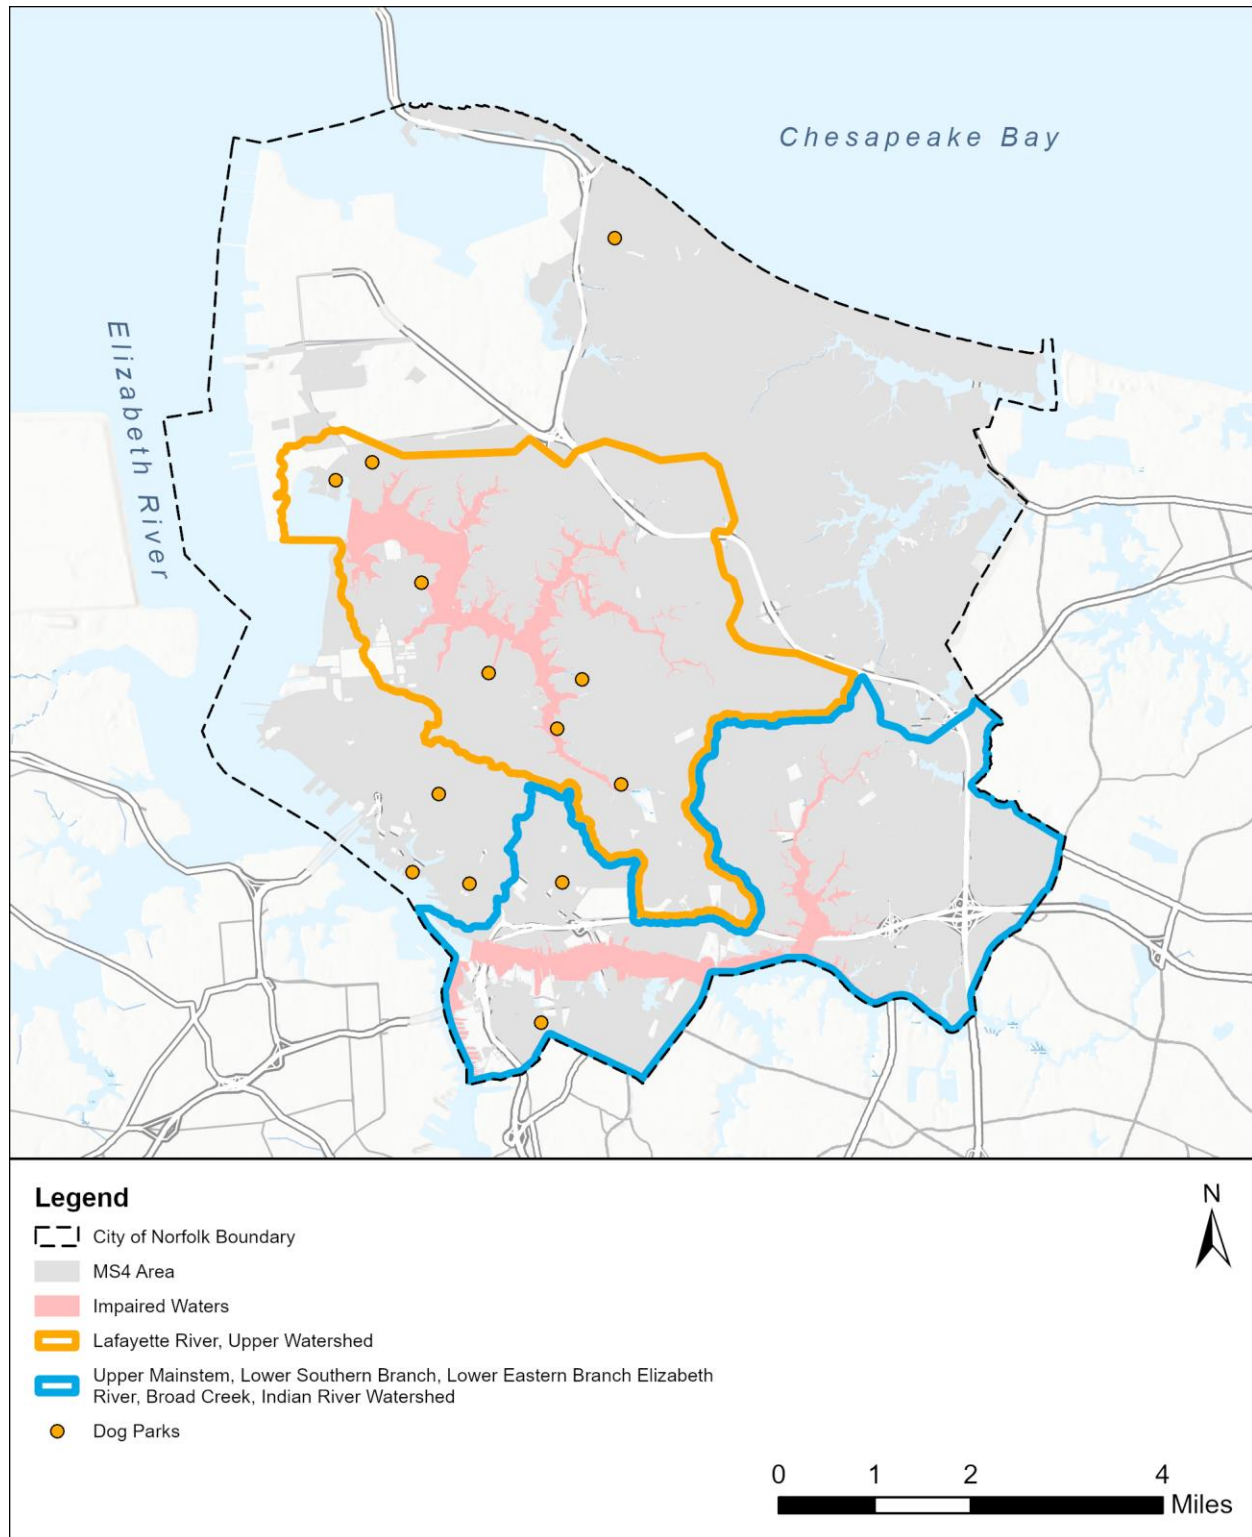 Chesapeake Bay
Elizabeth River
Legend
N
City of Norfolk Boundary
MS4 Area
Impaired Waters
Lafayette River, Upper Watershed
Upper Mainstem, Lower Southern Branch, Lower Eastern Branch Elizabeth
River, Broad Creek, Indian River Watershed
Dog Parks
0 1 2 4
Miles